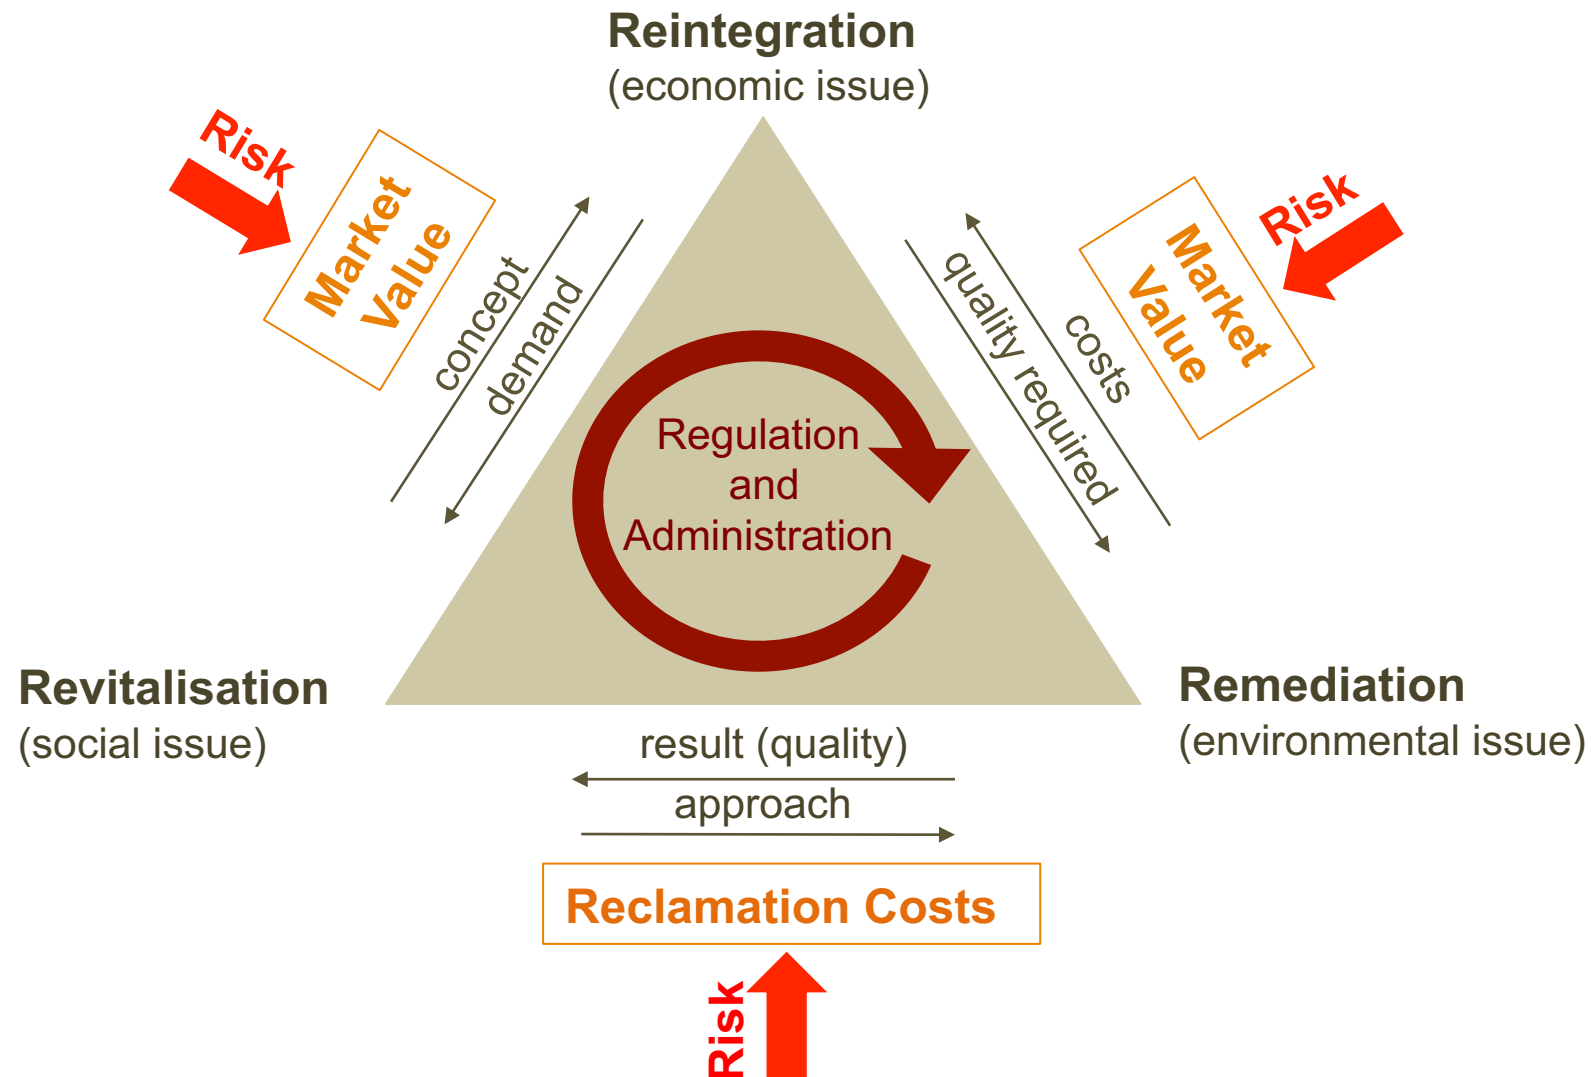 Reintegration
(economic issue)
Risk
Market
Value
concept
demand
Risk
Market
Value
costs
quality required
Regulation
and
Administration
Revitalisation
(social issue)
Remediation
(environmental issue)
result (quality)
approach
Reclamation Costs
Risk